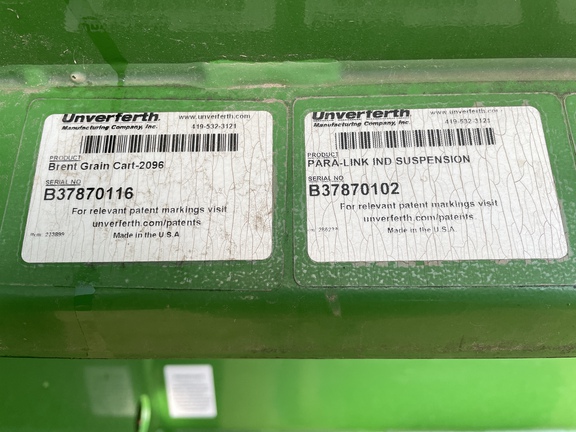 Unverferth
www.unverferth.com
Manufacturing Company, Inc.
419-532-3121
PRODUCT
Brent Grain Cart-2096
SERIAL NO
B37870116
For relevant patent markings visit
unverferth.com/patents
Made in the U.S.A.
Unverferth
www.unverferth.com
Manufacturing Company, Inc.
419-532-3121
PRODUCT
PARA-LINK IND SUSPENSION
SERIAL NO
B37870102
For relevant patent markings visit
unverferth.com/patents
Made in the U.S.A.